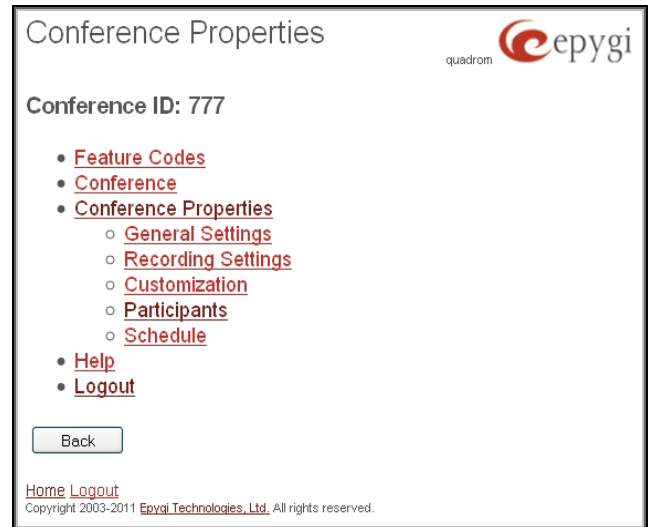 Conference Properties
quadrom epygi
Conference ID: 777
Feature Codes
Conference
Conference Properties
General Settings
Recording Settings
Customization
Participants
Schedule
Help
Logout
Back
Home Logout
Copyright 2003-2011 Epygi Technologies, Ltd. All rights reserved.